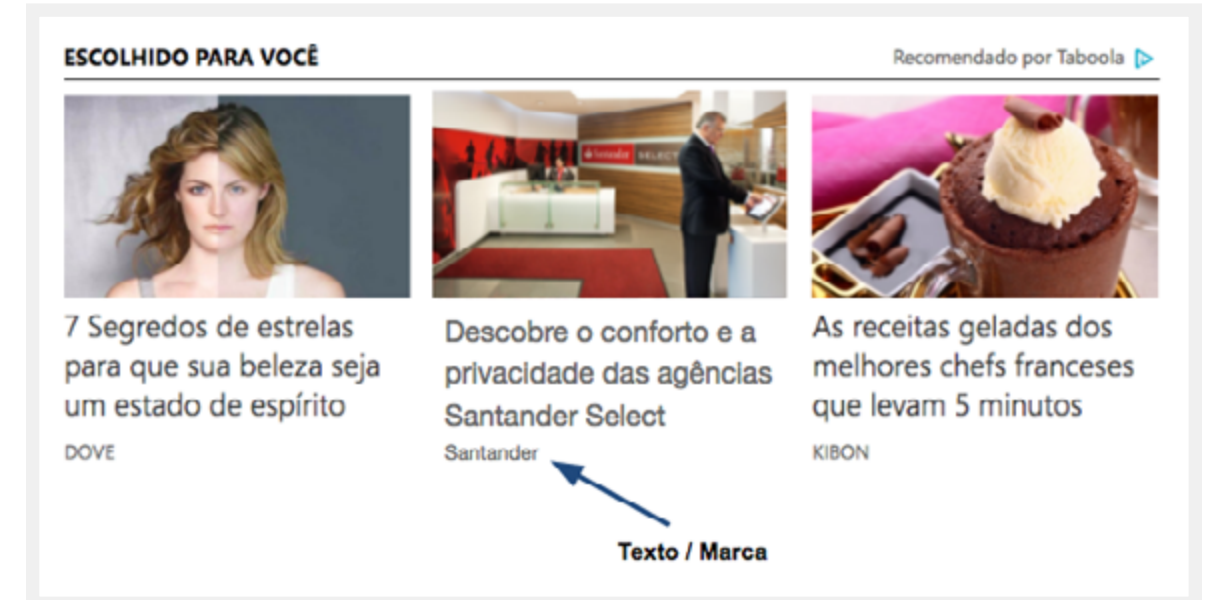 ESCOLHIDO PARA VOCÊ
Recomendado por Taboola
Santander SELECT
7 Segredos de estrelas
para que sua beleza seja
um estado de espírito
DOVE
Descobre o conforto e a
privacidade das agências
Santander Select
Santander
As receitas geladas dos
melhores chefs franceses
que levam 5 minutos
KIBON
Texto / Marca